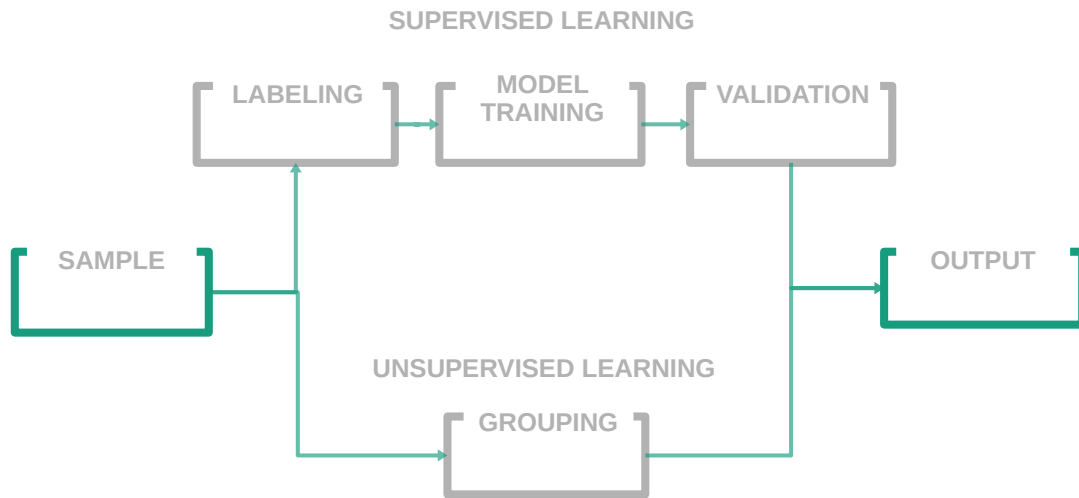 SUPERVISED LEARNING
LABELING
MODEL
TRAINING
VALIDATION
SAMPLE
OUTPUT
UNSUPERVISED LEARNING
GROUPING